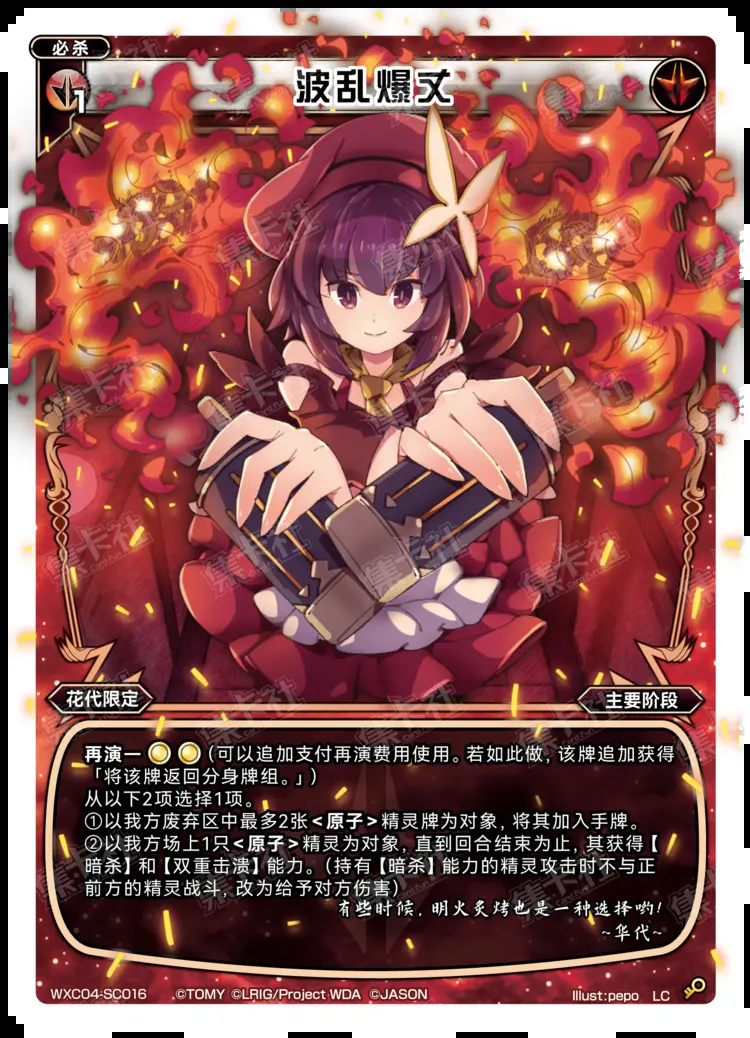 必杀
1
波乱爆丈
花代限定
主要阶段
再演一 (可以追加支付再演费用使用。若如此做，该牌追加获得
「将该牌返回分身牌组。」)
从以下2项选择1项。
①以我方废弃区中最多2张<原子>精灵牌为对象，将其加入手牌。
②以我方场上1只<原子>精灵为对象，直到回合结束为止，其获得【
暗杀】和【双重击溃】能力。(持有【暗杀】能力的精灵攻击时不与正
前方的精灵战斗，改为给予对方伤害)
有些时候，明火炙烤也是一种选择哟!
~华代~
WXC04-SC016 ©TOMY ©LRIG/Project WDA ©JASON
Illust:pepo LC
集卡社